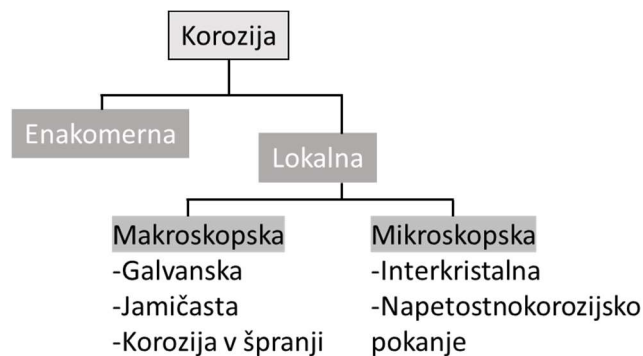 Korozija
Enakomerna
Lokalna
Makroskopska
-Galvanska
-Jamičasta
-Korozija v špranji
Mikroskopska
-Interkristalna
-Napetostnokorozijsko
pokanje